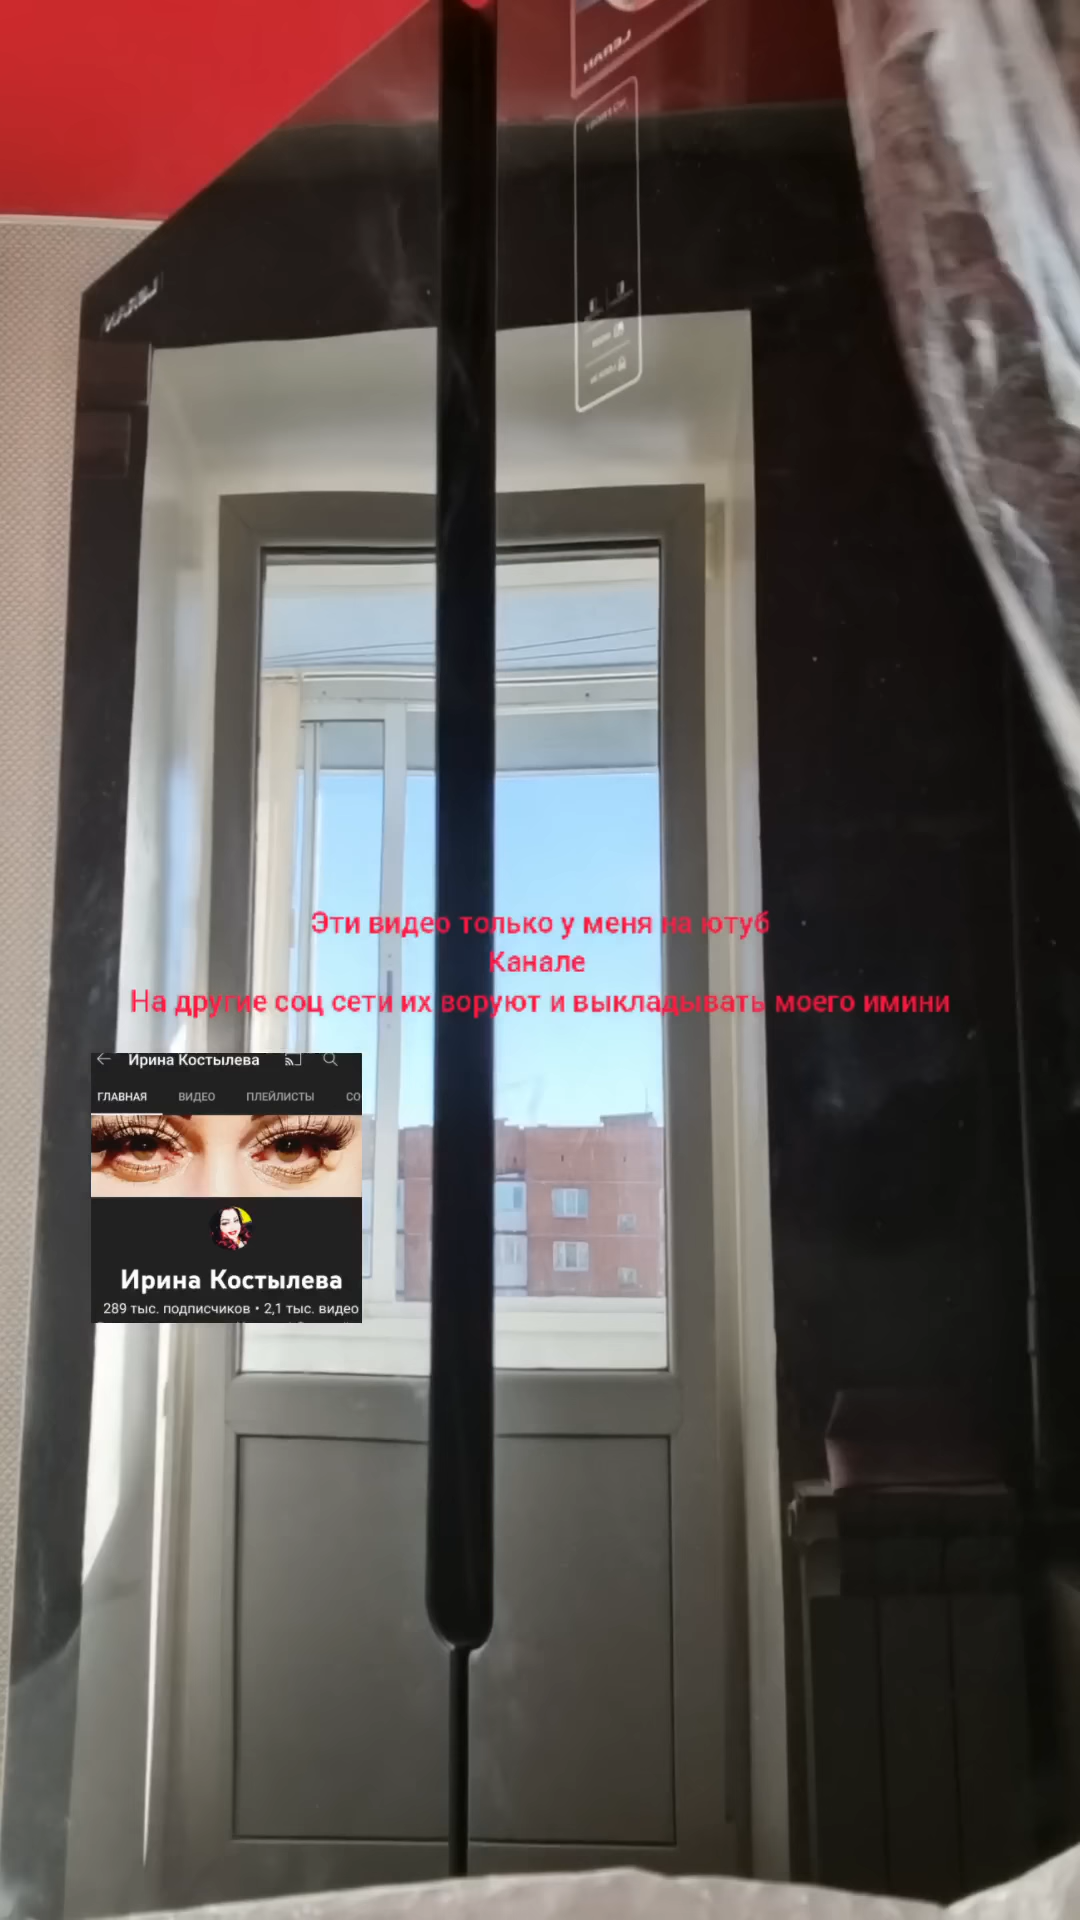 Эти видео только у меня на ютуб
Канале
На другие соц сети их воруют и выкладывать моего имини
Ирина Костылева
ГЛАВНАЯ ВИДЕО ПЛЕЙЛИСТЫ СО
Ирина Костылева
289 тыс. подписчиков • 2,1 тыс. видео